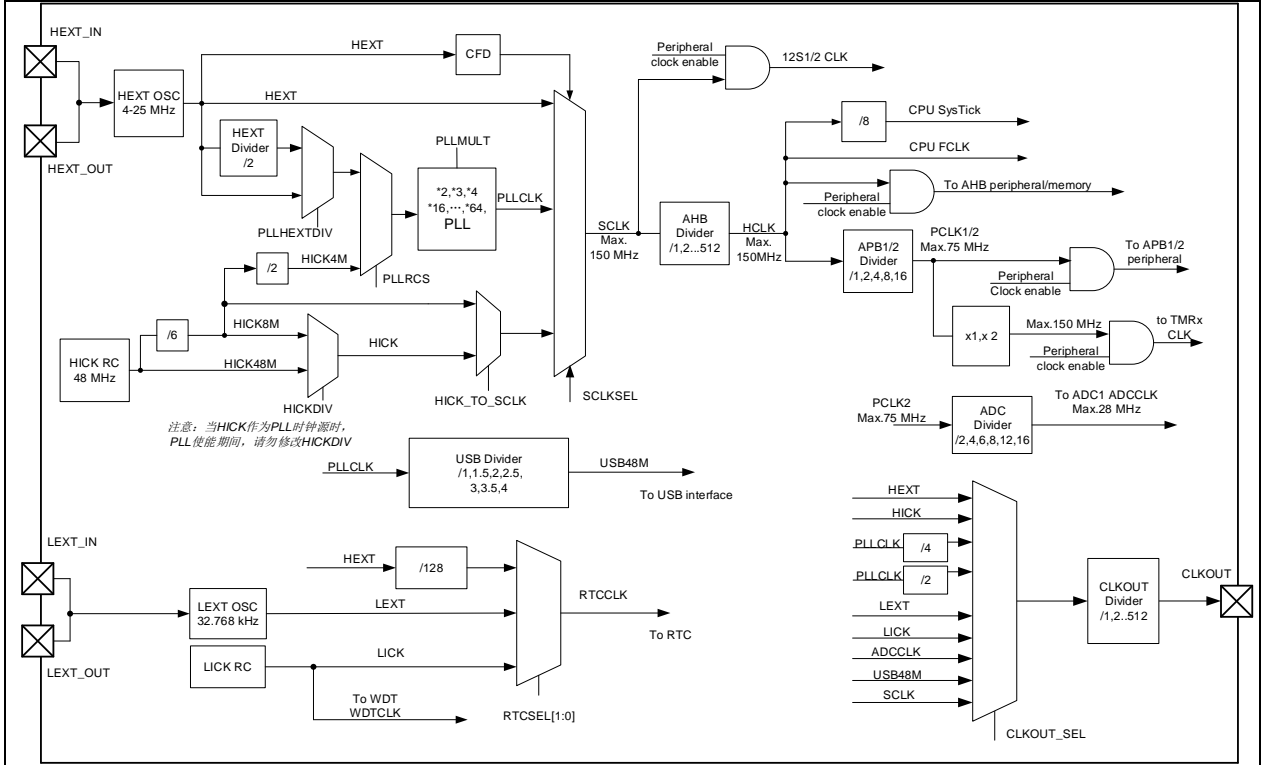 HEXT_IN
HEXT_OUT
HEXT OSC
4-25 MHz
HEXT
CFD
HEXT
HEXT
Divider
/2
PLLHEXTDIV
PLLMULT
*2,*3,*4
*16,…,*64,
PLL
PLLCLK
/2
HICK4M
PLLRCS
HICK RC
48 MHz
/6
HICK8M
HICK48M
HICK
HICKDIV
HICK_TO_SCLK
SCLKSEL
注意：当HICK作为PLL时钟源时，
PLL使能期间，请勿修改HICKDIV
SCLK
Max.
150 MHz
Peripheral
clock enable
12S1/2 CLK
AHB
Divider
/1,2...512
HCLK
Max.
150MHz
/8
CPU SysTick
CPU FCLK
Peripheral
clock enable
To AHB peripheral/memory
APB1/2
Divider
/1,2,4,8,16
PCLK1/2
Max.75 MHz
Peripheral
Clock enable
To APB1/2
peripheral
x1,x 2
Max.150 MHz
Peripheral
clock enable
to TMRx
CLK
PCLK2
Max.75 MHz
ADC
Divider
/2,4,6,8,12,16
To ADC1 ADCCLK
Max.28 MHz
PLLCLK
USB Divider
/1,1.5,2,2.5,
3,3.5,4
USB48M
To USB interface
LEXT_IN
LEXT_OUT
LEXT OSC
32.768 kHz
LICK RC
HEXT
/128
LEXT
LICK
To WDT
WDTCLK
RTCSEL[1:0]
RTCCLK
To RTC
HEXT
HICK
PLLCLK
/4
PLLCLK
/2
LEXT
LICK
ADCCLK
USB48M
SCLK
CLKOUT_SEL
CLKOUT
Divider
/1,2..512
CLKOUT